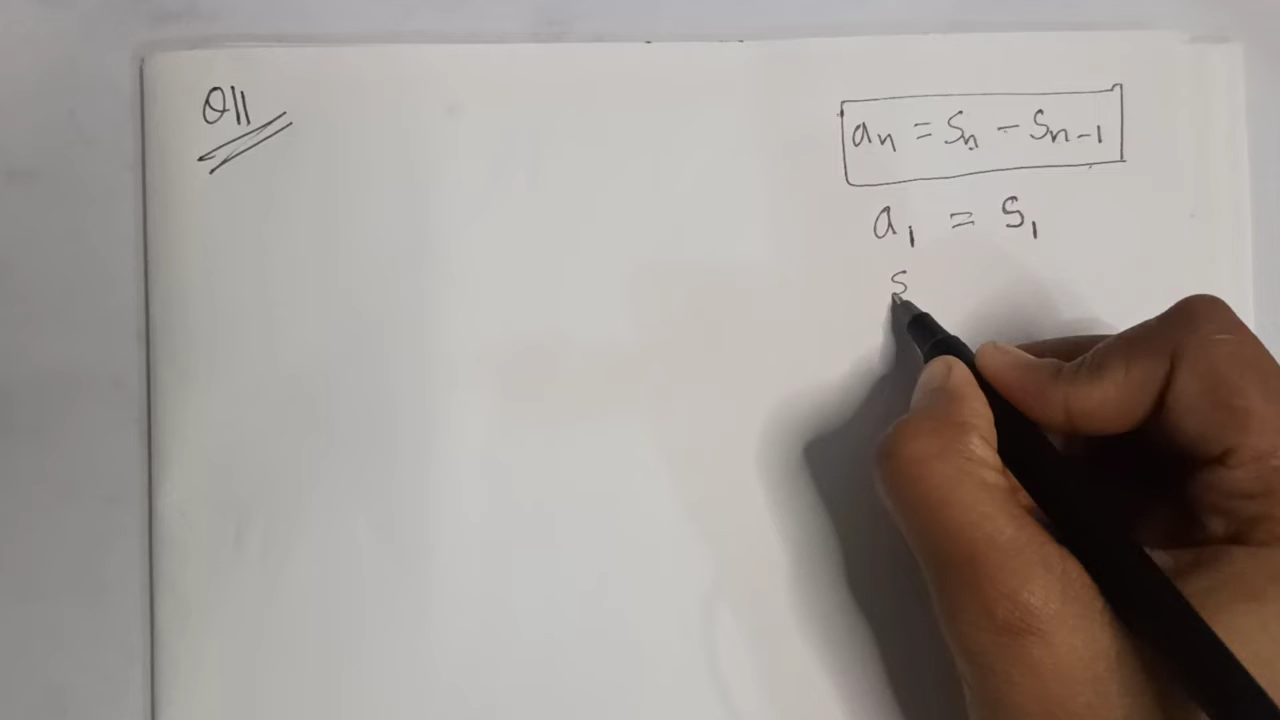 Q11
aₙ = Sₙ - Sₙ₋₁
a₁ = S₁
S